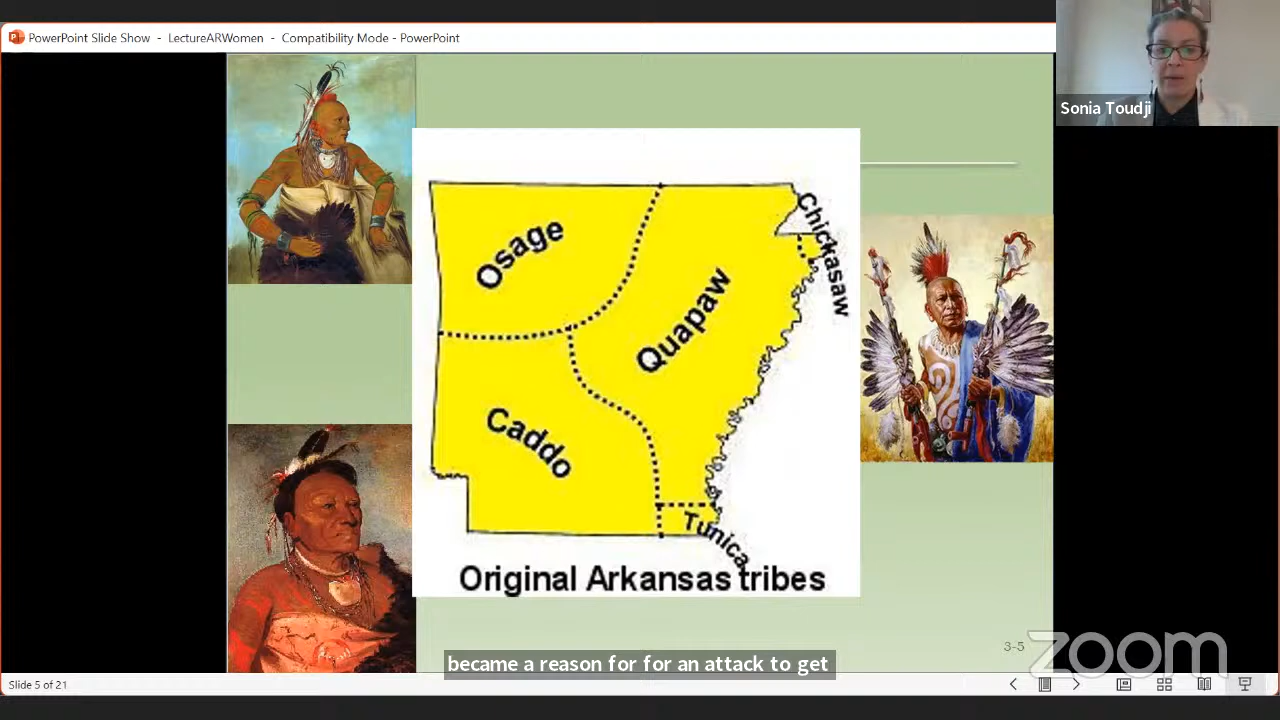 PowerPoint Slide Show - LectureARWomen - Compatibility Mode - PowerPoint
Sonia Toudji
Osage
Quapaw
Chickasaw
Caddo
Tunica
Original Arkansas tribes
3-5
zoom
became a reason for for an attack to get
Slide 5 of 21